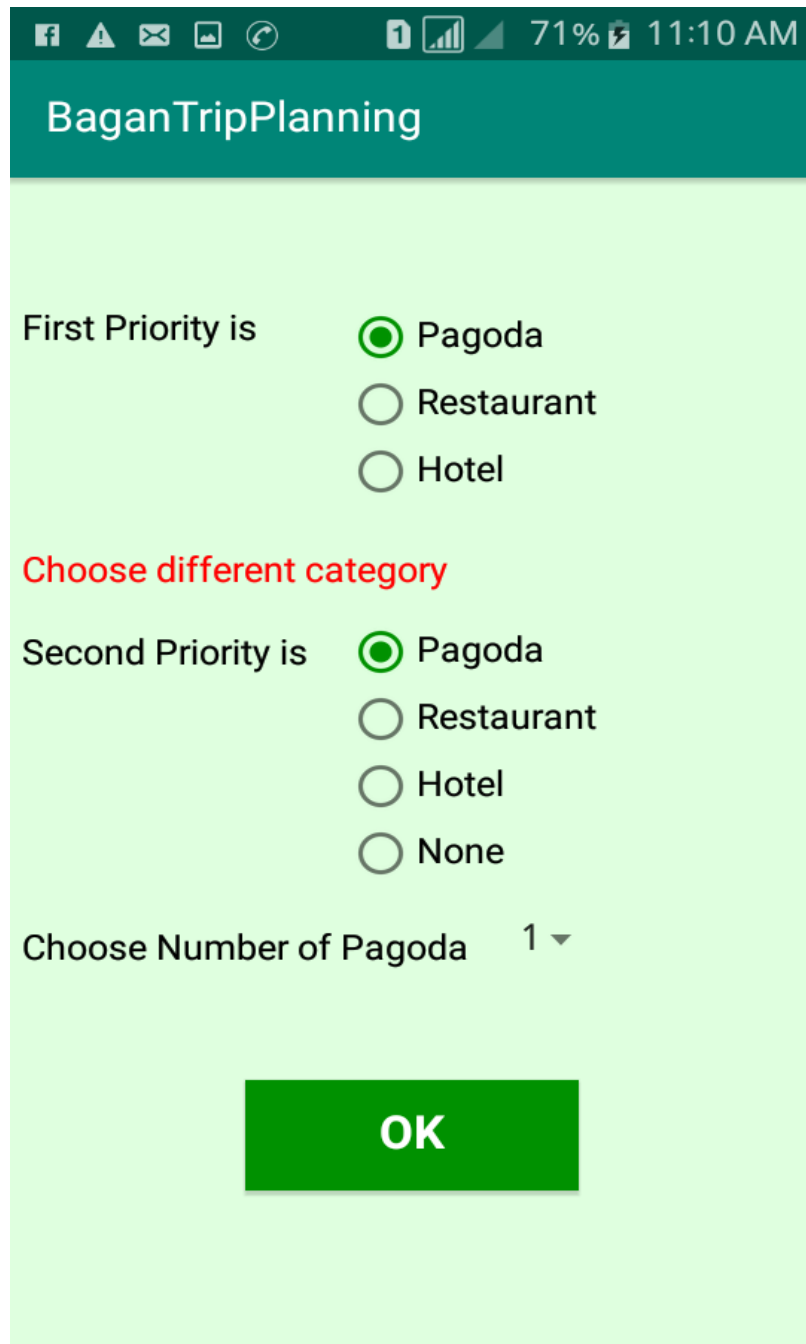 1 71% 11:10 AM
BaganTripPlanning
First Priority is
Pagoda
Restaurant
Hotel
Choose different category
Second Priority is
Pagoda
Restaurant
Hotel
None
Choose Number of Pagoda 1
OK